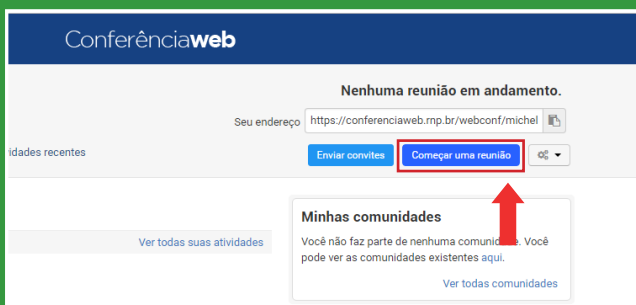 Conferênciaweb
Nenhuma reunião em andamento.
Seu endereço https://conferenciaweb.rnp.br/webconf/michel
idades recentes
Enviar convites Começar uma reunião
Minhas comunidades
Ver todas suas atividades
Você não faz parte de nenhuma Você
pode ver as comunidades existentes aqui.
Ver todas comunidades